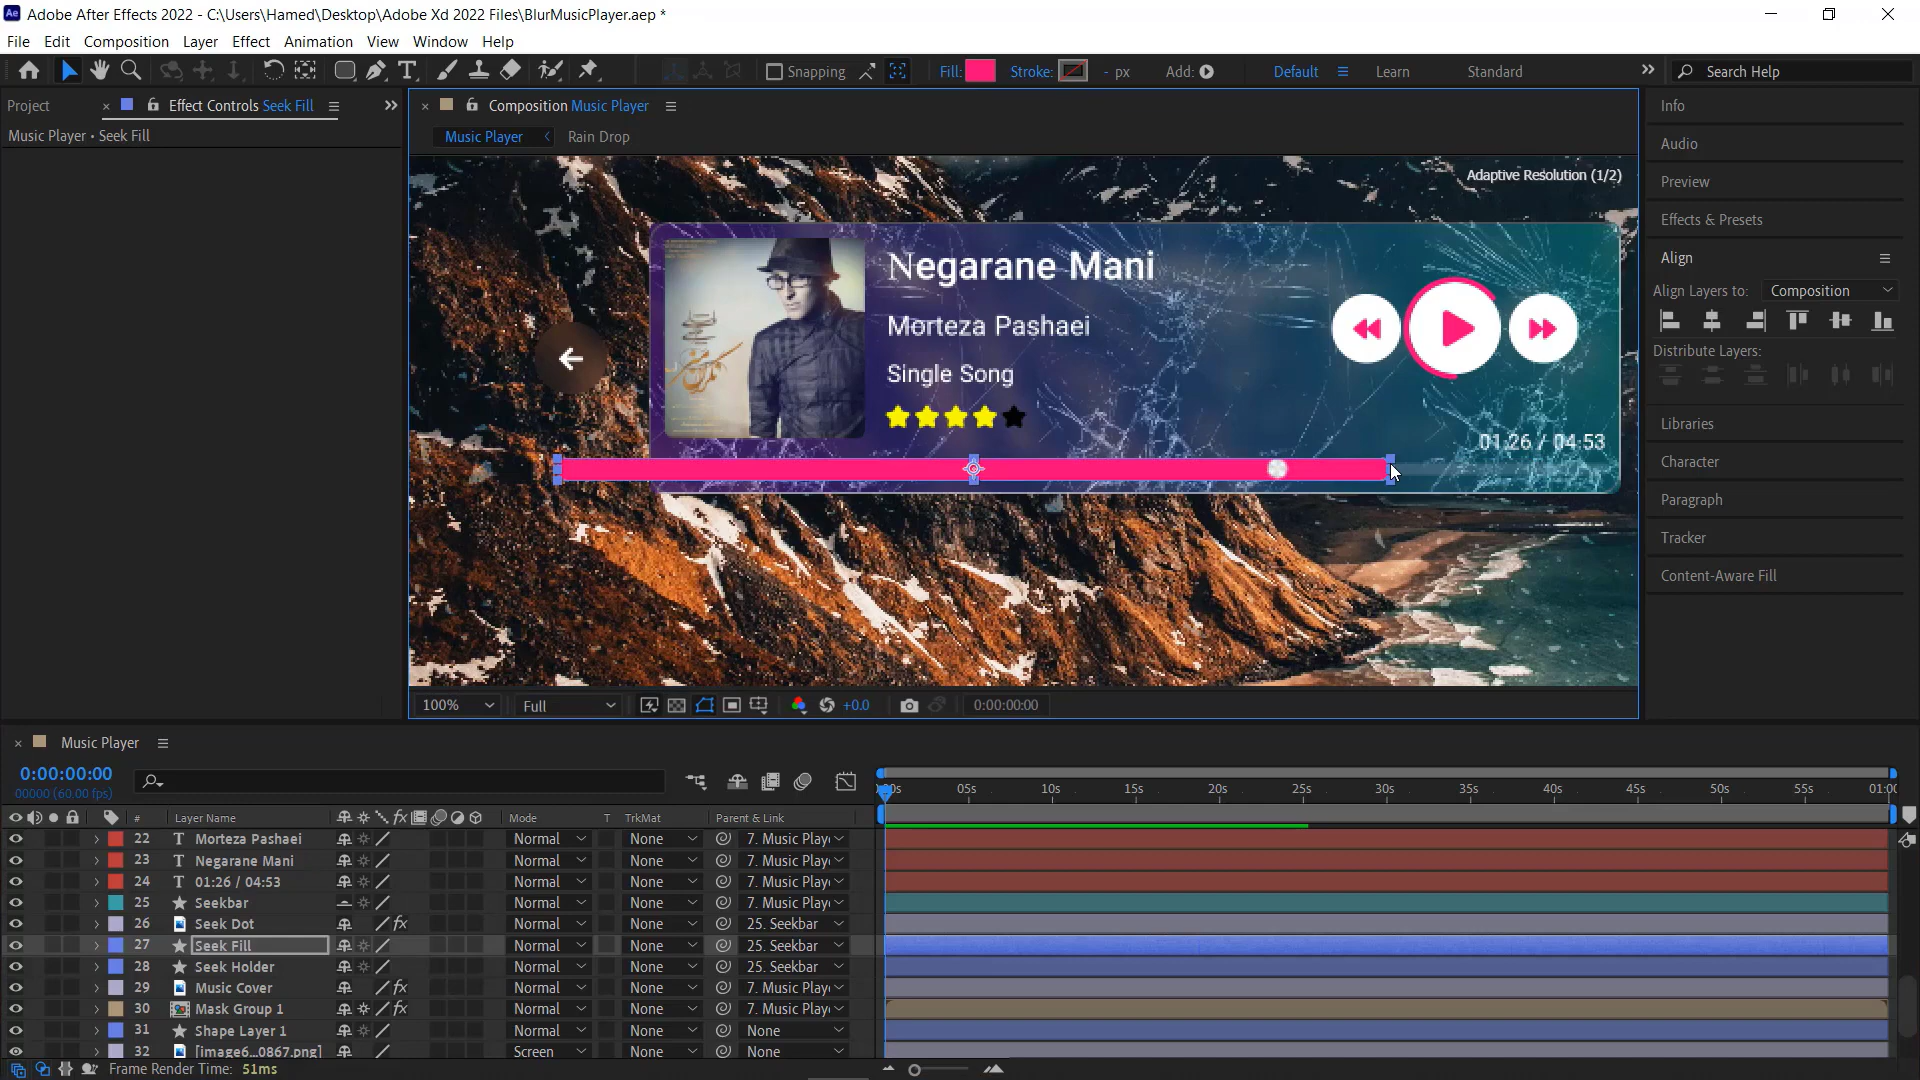 Adobe After Effects 2022 - C:\Users\Hamed\Desktop\Adobe Xd 2022 Files\BlurMusicPlayer.aep *
File Edit Composition Layer Effect Animation View Window Help
Snapping Fill: Stroke: - px Add: Default Learn Standard Search Help
Project Effect Controls Seek Fill
Music Player • Seek Fill
Composition Music Player
Music Player Rain Drop
Adaptive Resolution (1/2)
Negarane Mani
Morteza Pashaei
Single Song
01:26 / 04:53
100% Full +0.0 0:00:00:00
Info
Audio
Preview
Effects & Presets
Align
Align Layers to: Composition
Distribute Layers:
Libraries
Character
Paragraph
Tracker
Content-Aware Fill
Music Player
0:00:00:00
00000 (60.00 fps)
05s 10s 15s 20s 25s 30s 35s 40s 45s 50s 55s
# Layer Name Mode T TrkMat Parent & Link
22 T Morteza Pashaei Normal None 7. Music Play
23 T Negarane Mani Normal None 7. Music Play
24 T 01:26 / 04:53 Normal None 7. Music Play
25 Seekbar Normal None 7. Music Play
26 Seek Dot fx Normal None 25. Seekbar
27 Seek Fill Normal None 25. Seekbar
28 Seek Holder Normal None 25. Seekbar
29 Music Cover fx Normal None 7. Music Play
30 Mask Group 1 fx Normal None 7. Music Play
31 Shape Layer 1 Normal None None
32 [image6...0867.png] Screen None None
Frame Render Time: 51ms